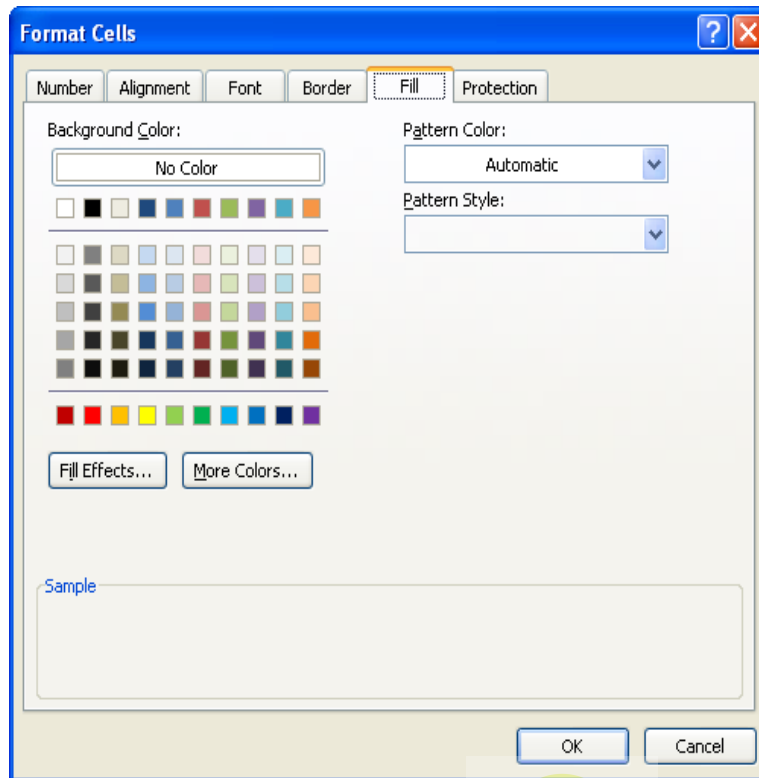 Format Cells
Number Alignment Font Border Fill Protection
Background Color:
No Color
Pattern Color:
Automatic
Pattern Style:
Fill Effects... More Colors...
Sample
OK Cancel